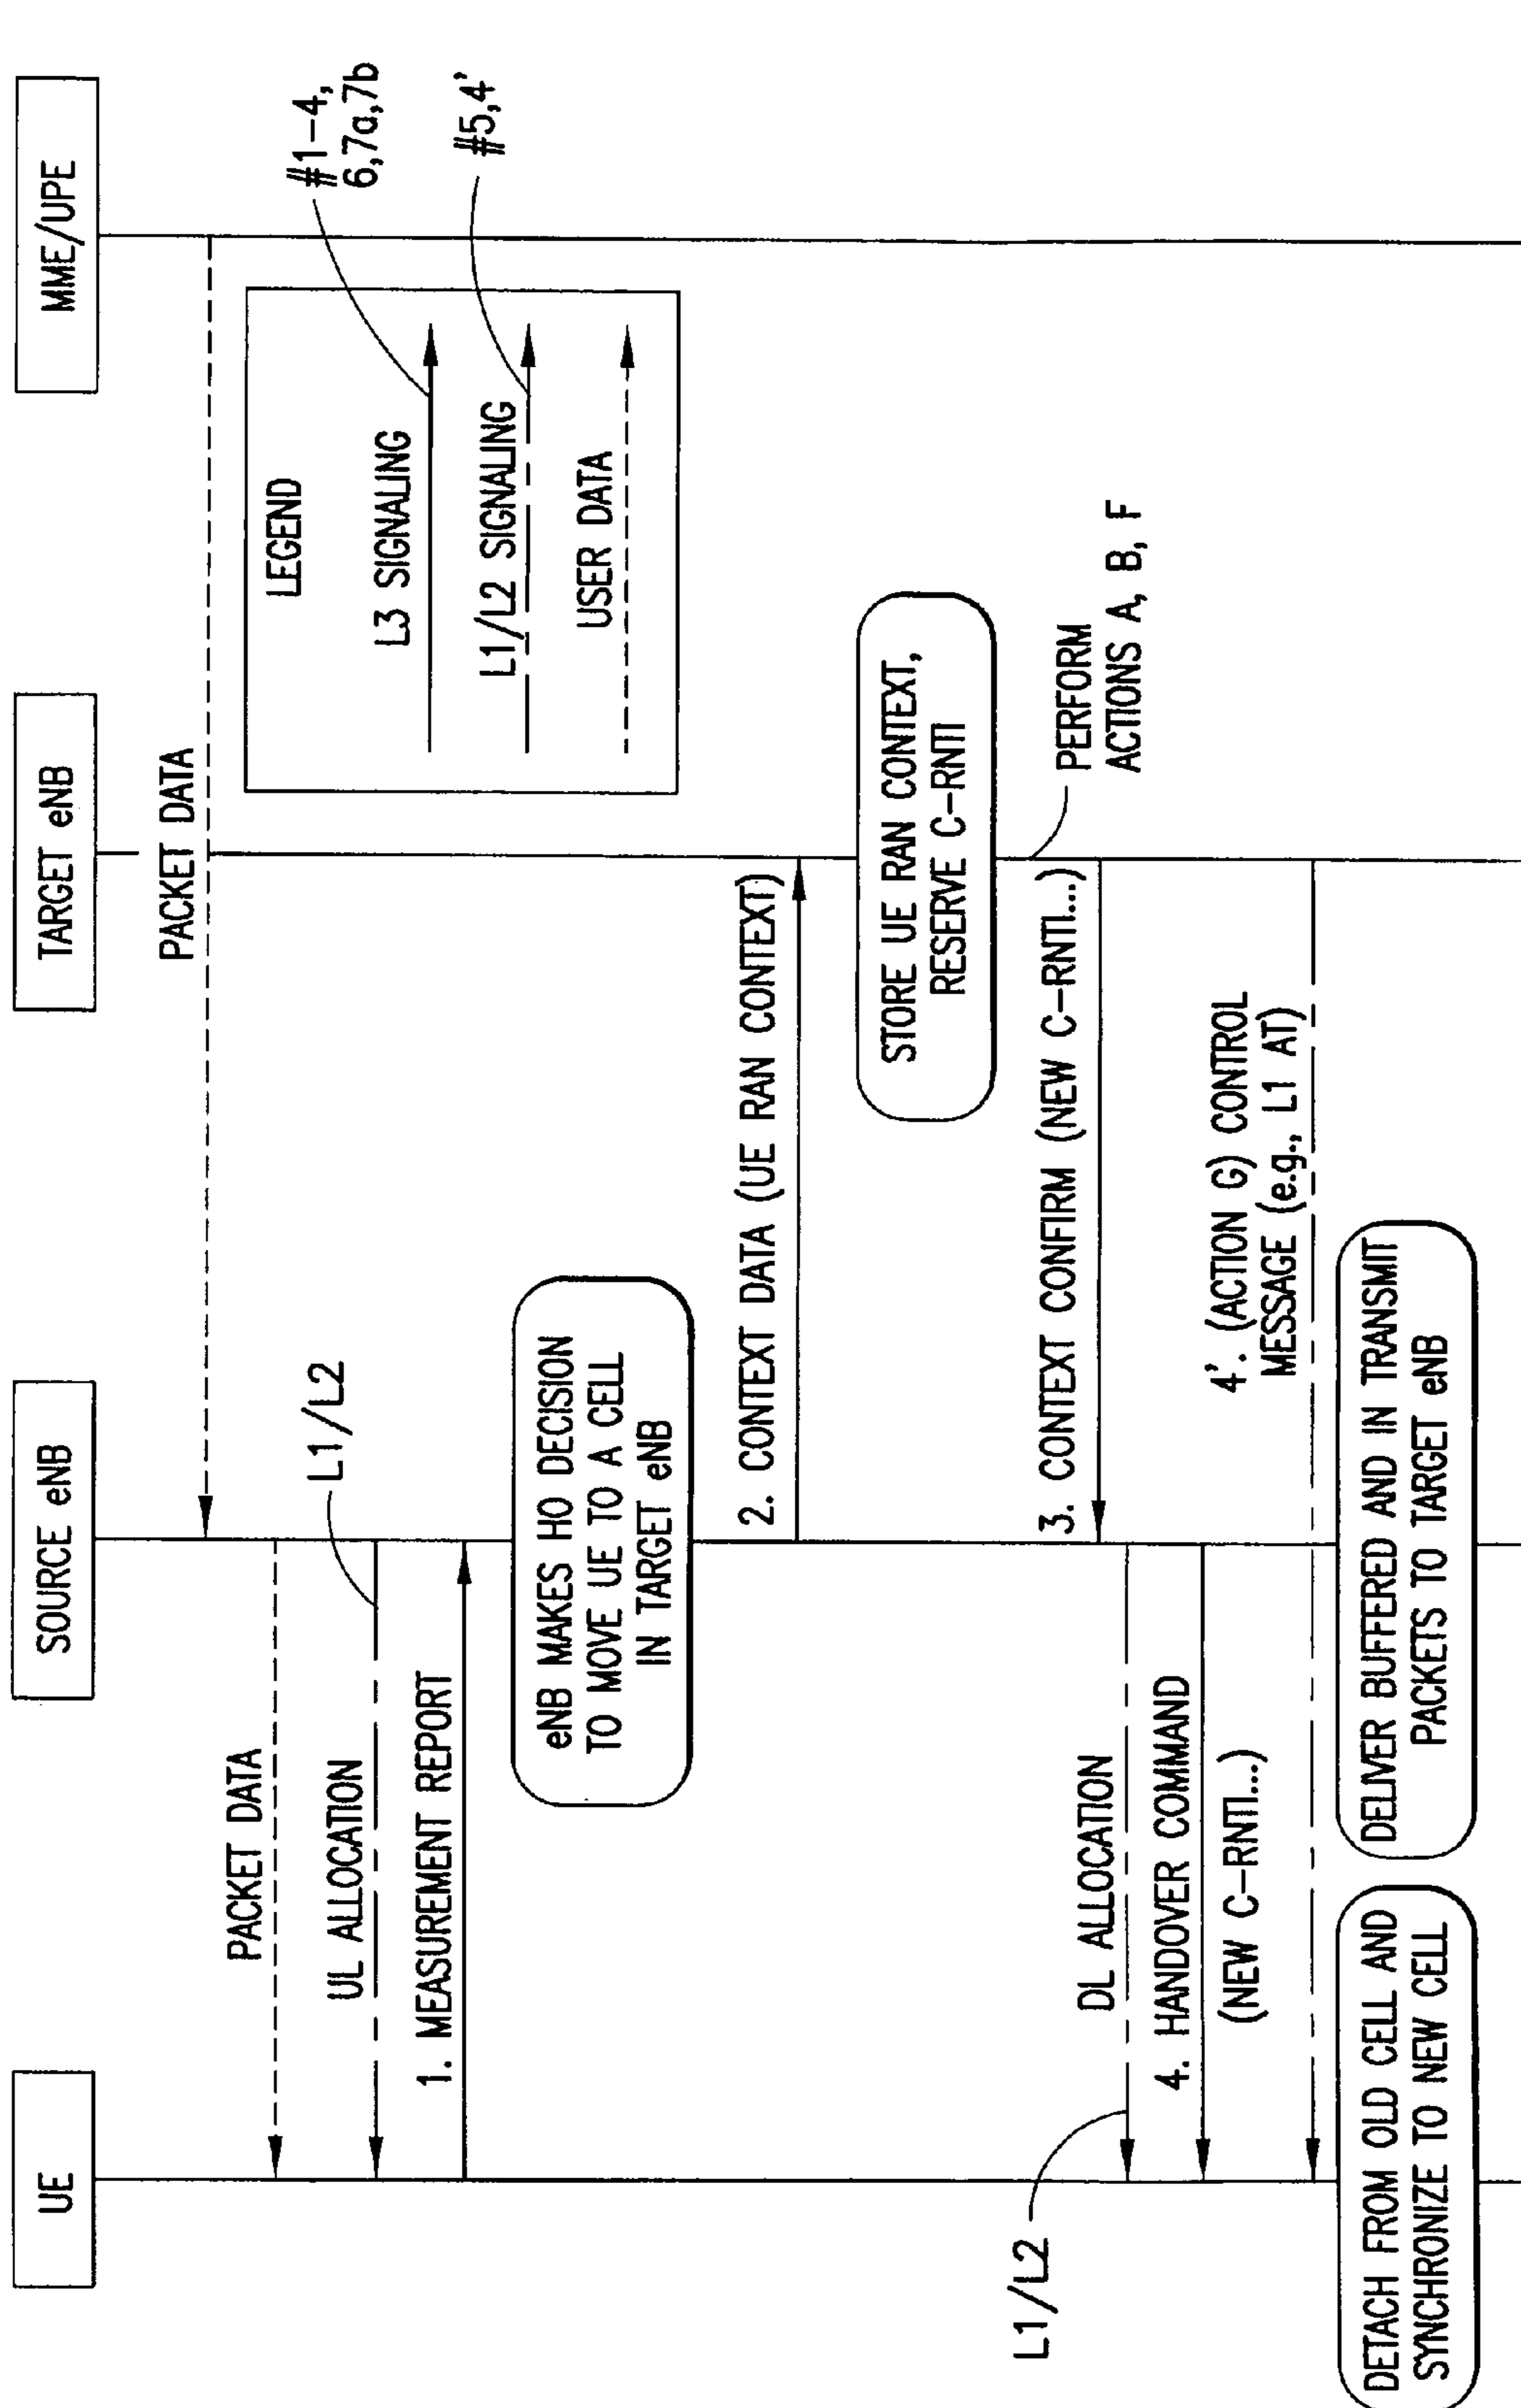 UE
SOURCE eNB
TARGET eNB
MME/UPE
PACKET DATA
PACKET DATA
UL ALLOCATION
L1/L2
1. MEASUREMENT REPORT
LEGEND
L3 SIGNALING
L1/L2 SIGNALING
USER DATA
#1-4,
6,7a,7b
#5,4'
eNB MAKES HO DECISION
TO MOVE UE TO A CELL
IN TARGET eNB
2. CONTEXT DATA (UE RAN CONTEXT)
STORE UE RAN CONTEXT,
RESERVE C-RNTI
PERFORM
ACTIONS A, B, F
3. CONTEXT CONFIRM (NEW C-RNTI...)
L1/L2
DL ALLOCATION
4. HANDOVER COMMAND
(NEW C-RNTI...)
4'. (ACTION G) CONTROL
MESSAGE (e.g., L1 AT)
DETACH FROM OLD CELL AND
SYNCHRONIZE TO NEW CELL
DELIVER BUFFERED AND IN TRANSMIT
PACKETS TO TARGET eNB